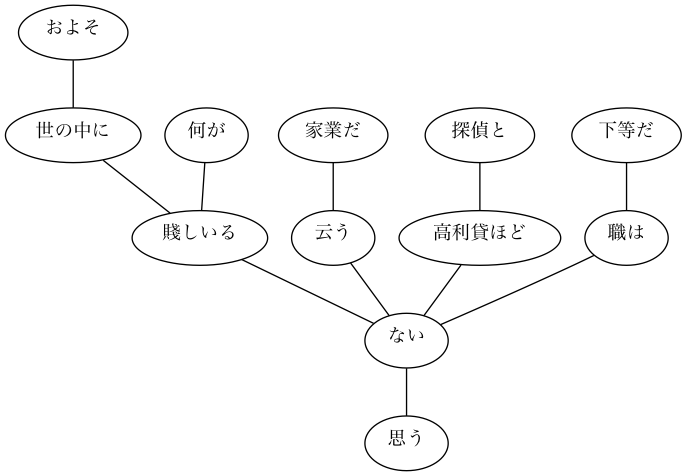 およそ
世の中に
何が
家業だ
探偵と
下等だ
賤しいる
云う
高利貸ほど
職は
ない
思う